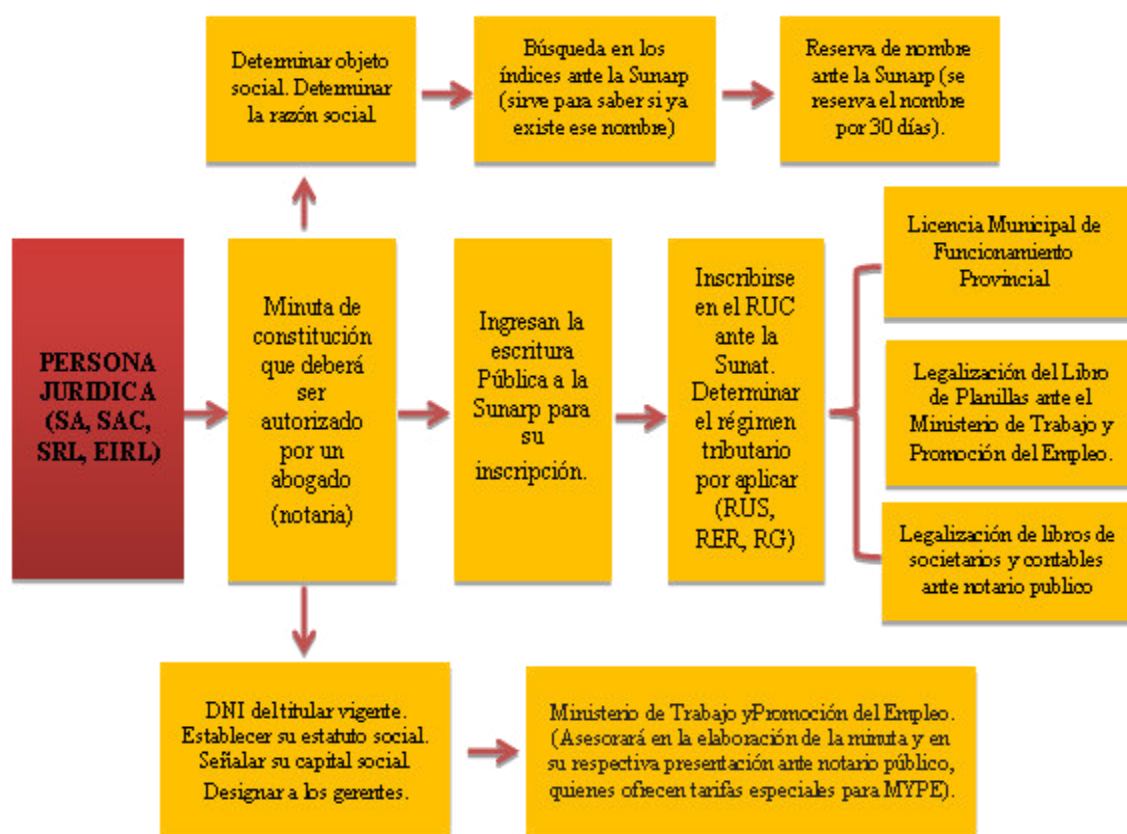 Determinar objeto
social. Determinar
la razón social.
Búsqueda en los
índices ante la Sunarp
(sirve para saber si ya
existe ese nombre)
Reserva de nombre
ante la Sunarp (se
reserva el nombre
por 30 días).
PERSONA
JURIDICA
(SA, SAC,
SRL, EIRL)
Minuta de
constitución
que deberá
ser
autorizado
por un
abogado
(notaria)
Ingresan la
escritura
Pública a la
Sunarp para
su
inscripción.
Inscribirse
en el RUC
ante la
Sunat.
Determinar
el régimen
tributario
por aplicar
(RUS,
RER, RG)
Licencia Municipal de
Funcionamiento
Provincial
Legalización del Libro
de Planillas ante el
Ministerio de Trabajo y
Promoción del Empleo.
Legalización de libros de
societarios y contables
ante notario publico
DNI del titular vigente.
Establecer su estatuto social.
Señalar su capital social.
Designar a los gerentes.
Ministerio de Trabajo yPromoción del Empleo.
(Asesorará en la elaboración de la minuta y en
su respectiva presentación ante notario público,
quienes ofrecen tarifas especiales para MYPE).